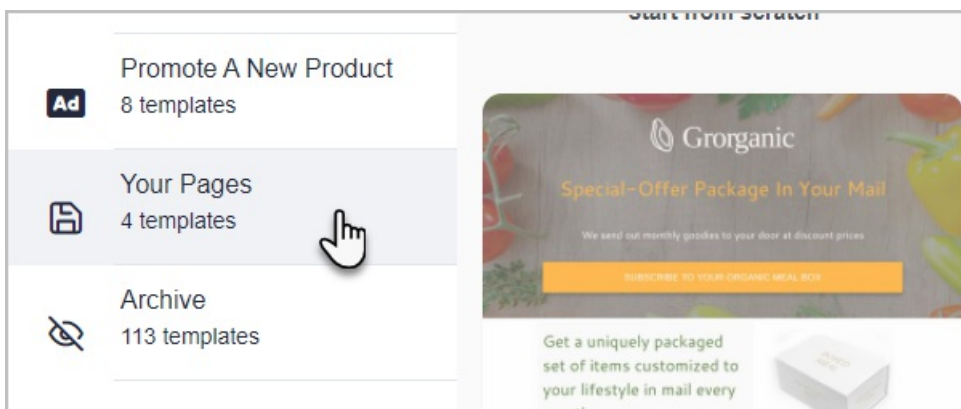 Start from scratch
Promote A New Product
Ad
8 templates
Your Pages
4 templates
Archive
113 templates
Grorganic
Special-Offer Package In Your Mail
We send out monthly goodies to your door at discount prices
SUBSCRIBE TO YOUR ORGANIC MEAL BOX
Get a uniquely packaged
set of items customized to
your lifestyle in mail every